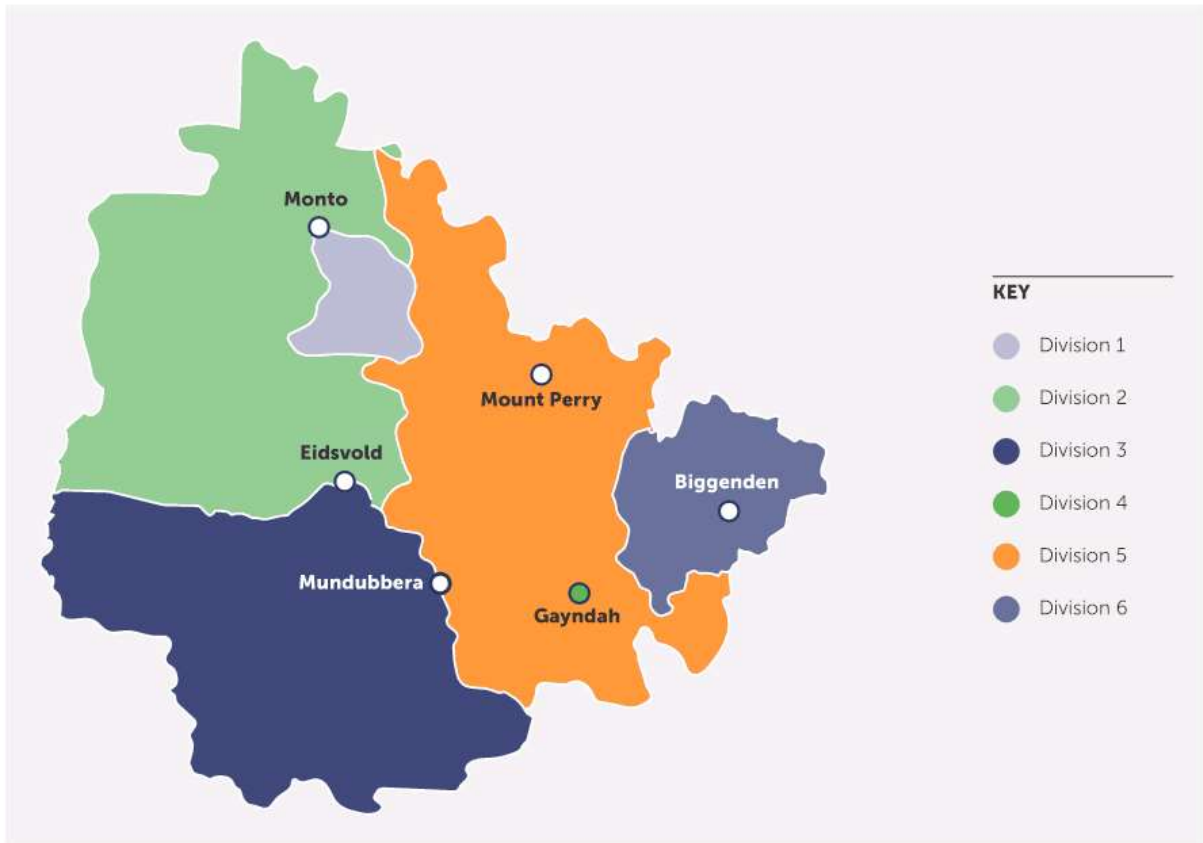 Monto
Mount Perry
Eidsvold
Biggenden
Mundubbera
Gayndah
KEY
Division 1
Division 2
Division 3
Division 4
Division 5
Division 6